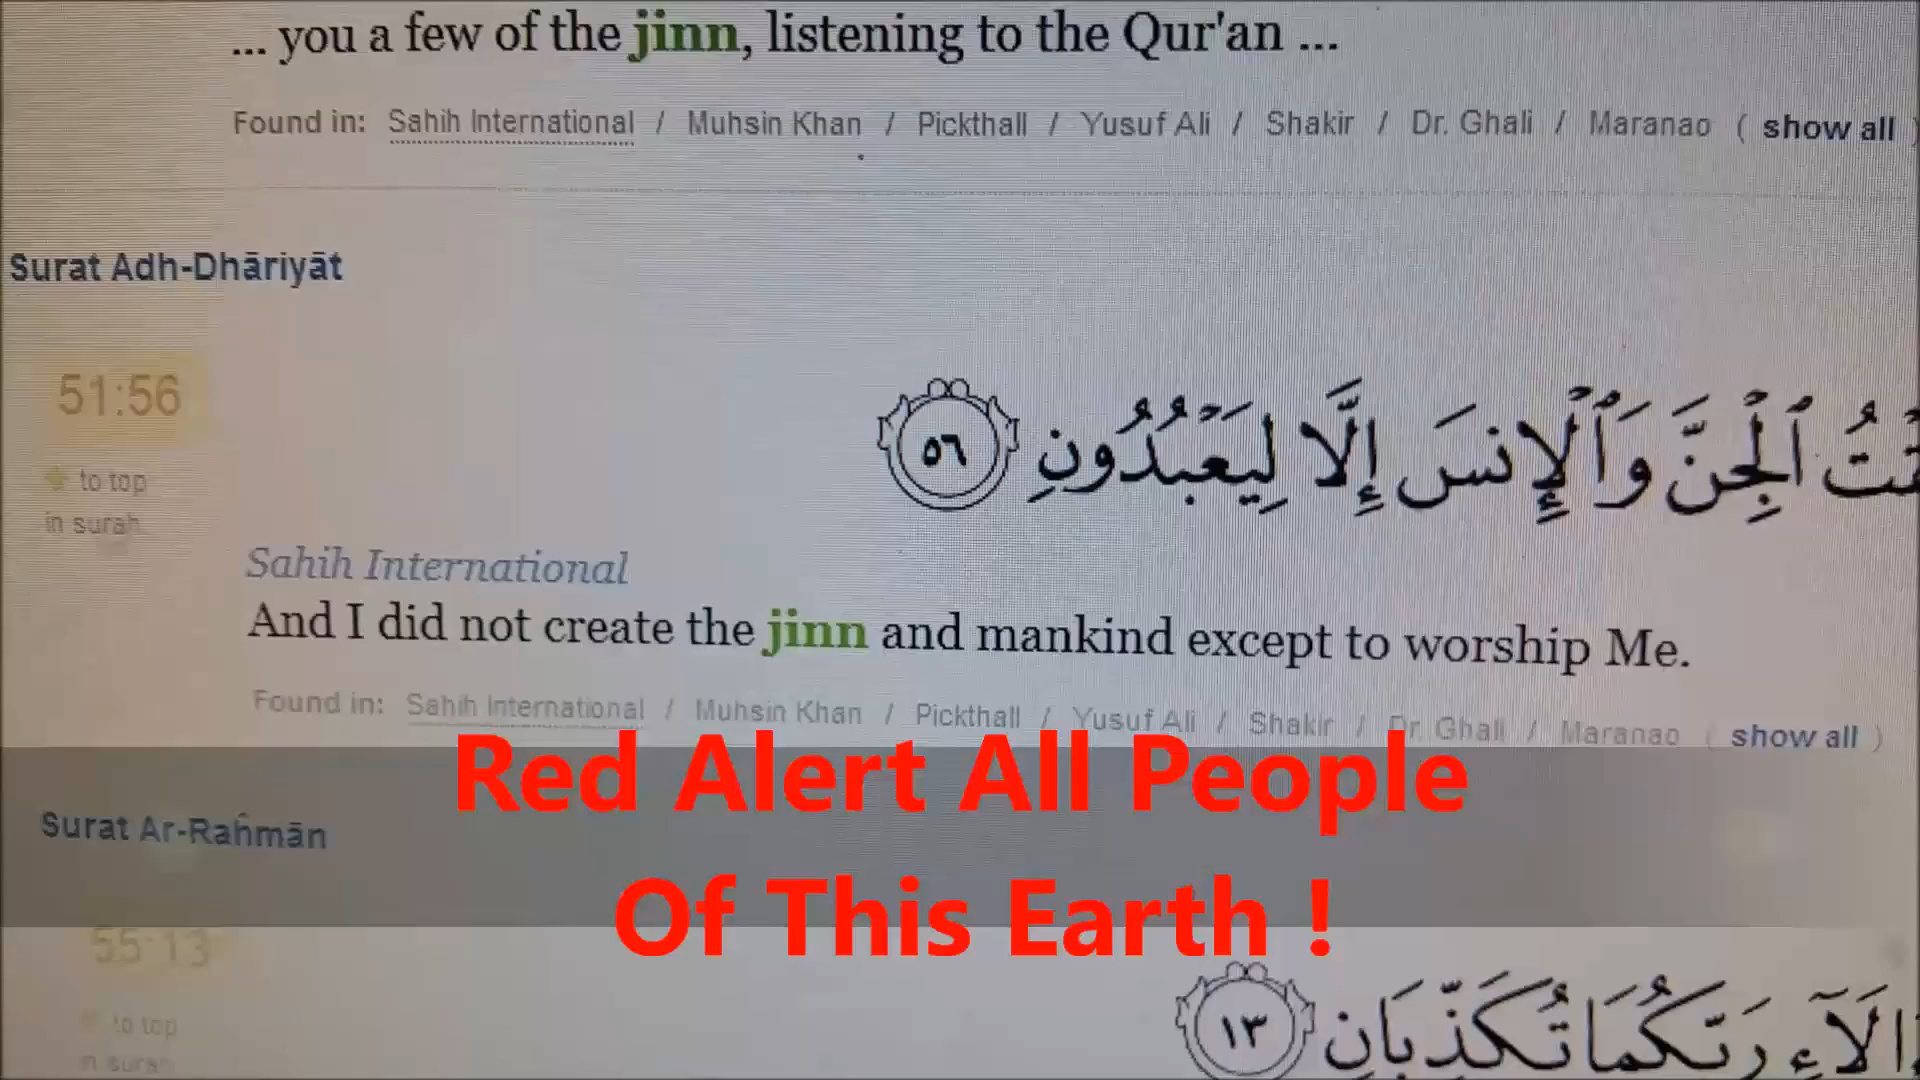 ... you a few of the jinn, listening to the Qur'an ...
Found in: Sahih International / Muhsin Khan / Pickthall / Yusuf Ali / Shakir / Dr. Ghali / Maranao ( show all )
Surat Adh-Dhāriyāt
51:56
to top
in surah
ٱلْجِنَّ وَٱلْإِنسَ إِلَّا لِيَعْبُدُونِ ٥٦
Sahih International
And I did not create the jinn and mankind except to worship Me.
Found in: Sahih International / Muhsin Khan / Pickthall / Yusuf Ali / Shakir / Dr. Ghali / Maranao ( show all )
Red Alert All People
Of This Earth !
Surat Ar-Raĥmān
55:13
to top
in surah
ءَالَآءِ رَبِّكُمَا تُكَذِّبَانِ ١٣